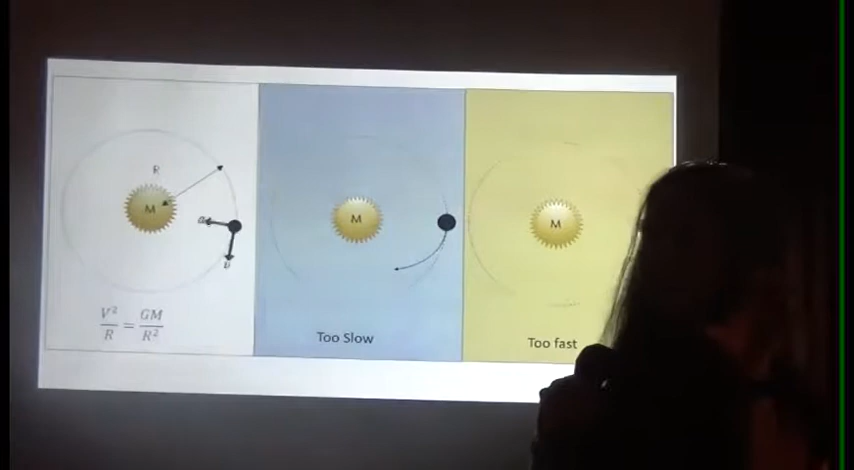 R
M
a
v
V²/R = GM/R²
M
Too Slow
M
Too fast